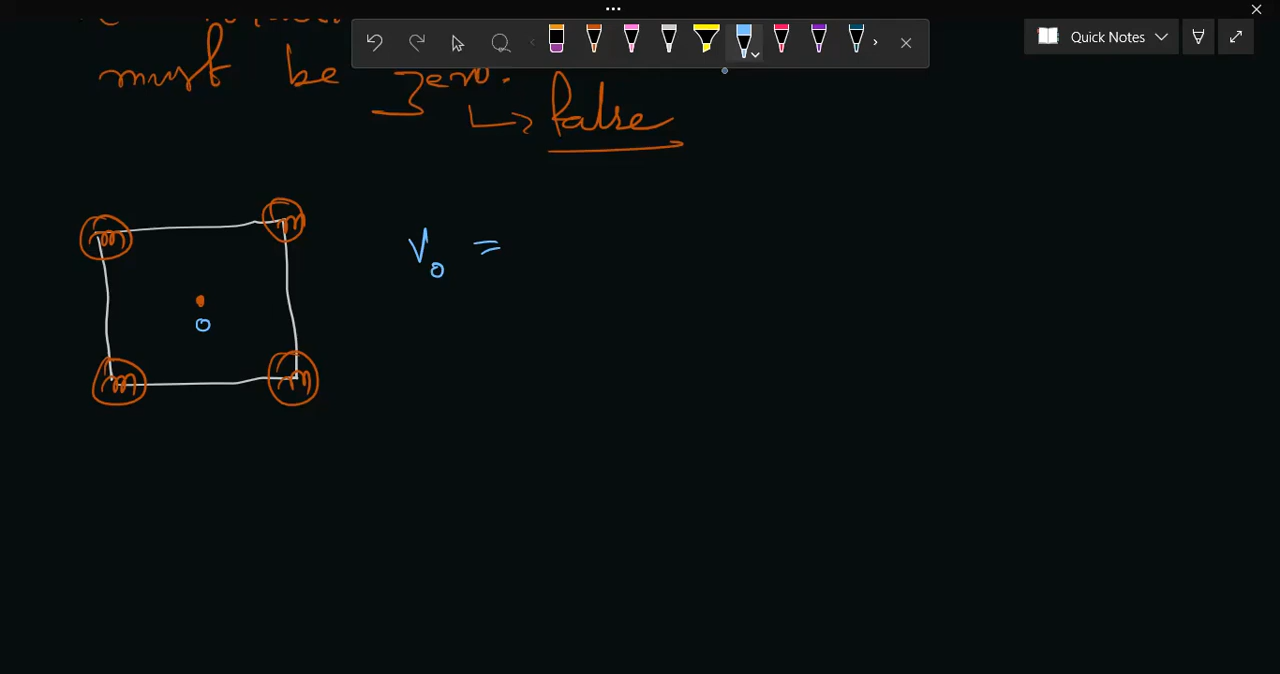 must be zero.
↳ false
m m
V₀ =
o
m m
Quick Notes